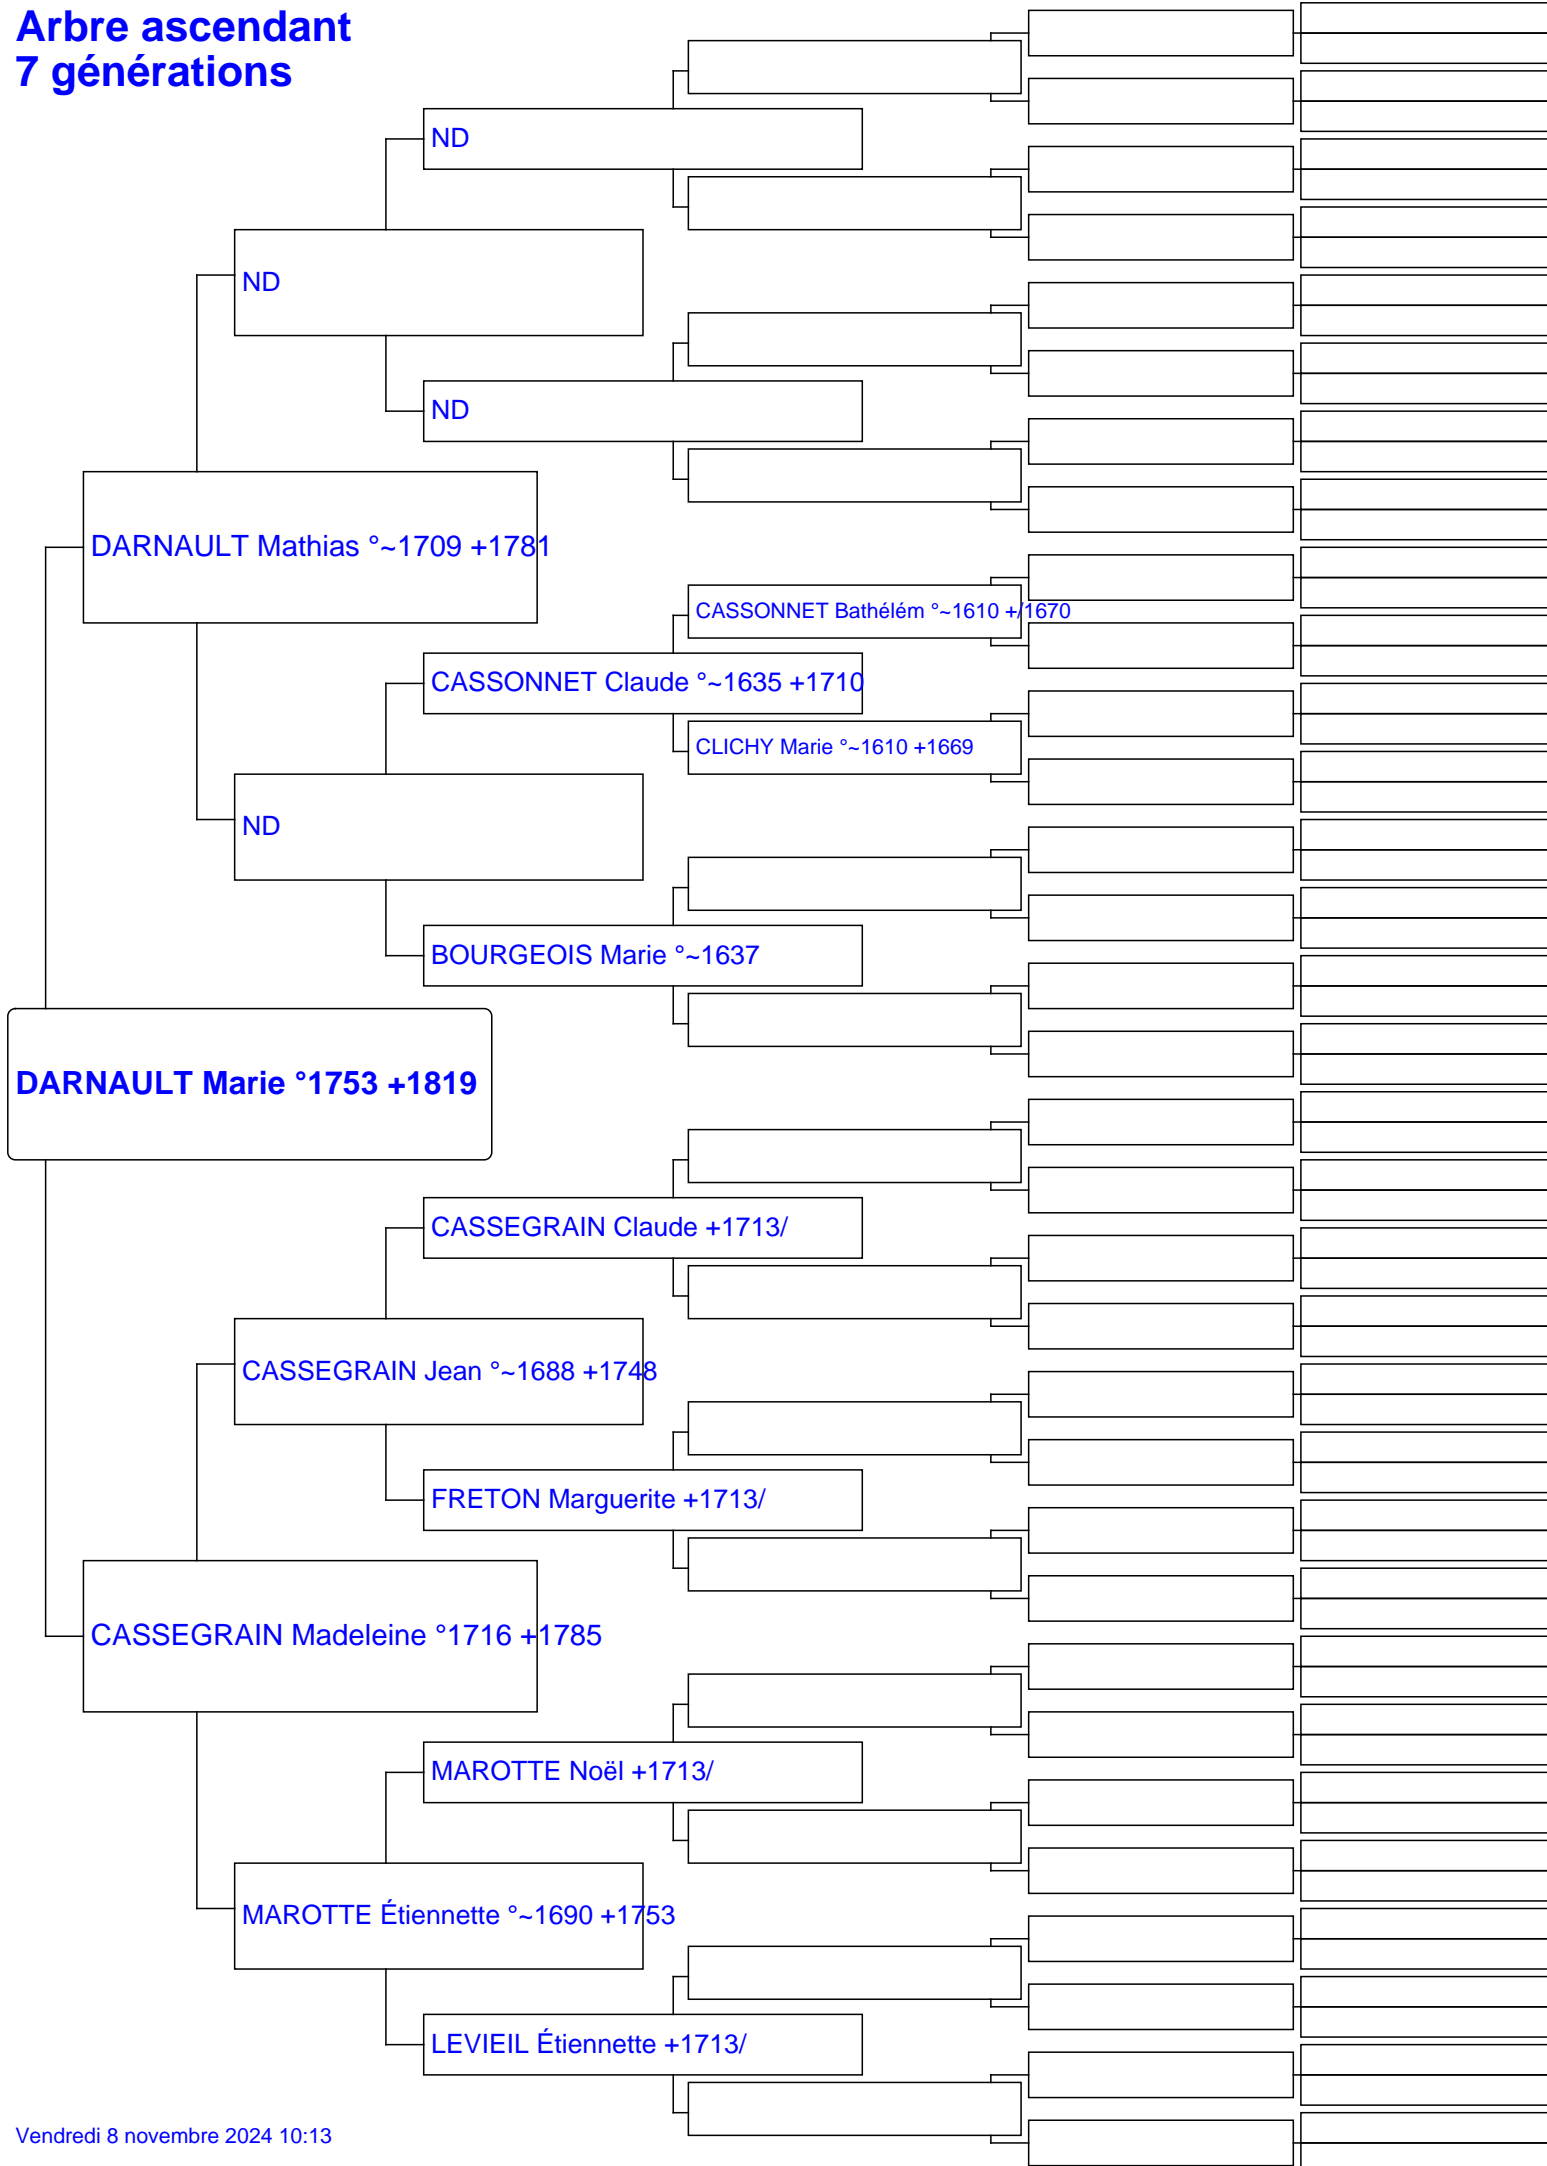 Arbre ascendant
7 générations
ND
ND
ND
DARNAULT Mathias °~1709 +1781
CASSONNET Bathélém °~1610 +/1670
CASSONNET Claude °~1635 +1710
CLICHY Marie °~1610 +1669
ND
BOURGEOIS Marie °~1637
DARNAULT Marie °1753 +1819
CASSEGRAIN Claude +1713/
CASSEGRAIN Jean °~1688 +1748
FRETON Marguerite +1713/
CASSEGRAIN Madeleine °1716 +1785
MAROTTE Noël +1713/
MAROTTE Étiennette °~1690 +1753
LEVIEIL Étiennette +1713/
Vendredi 8 novembre 2024 10:13